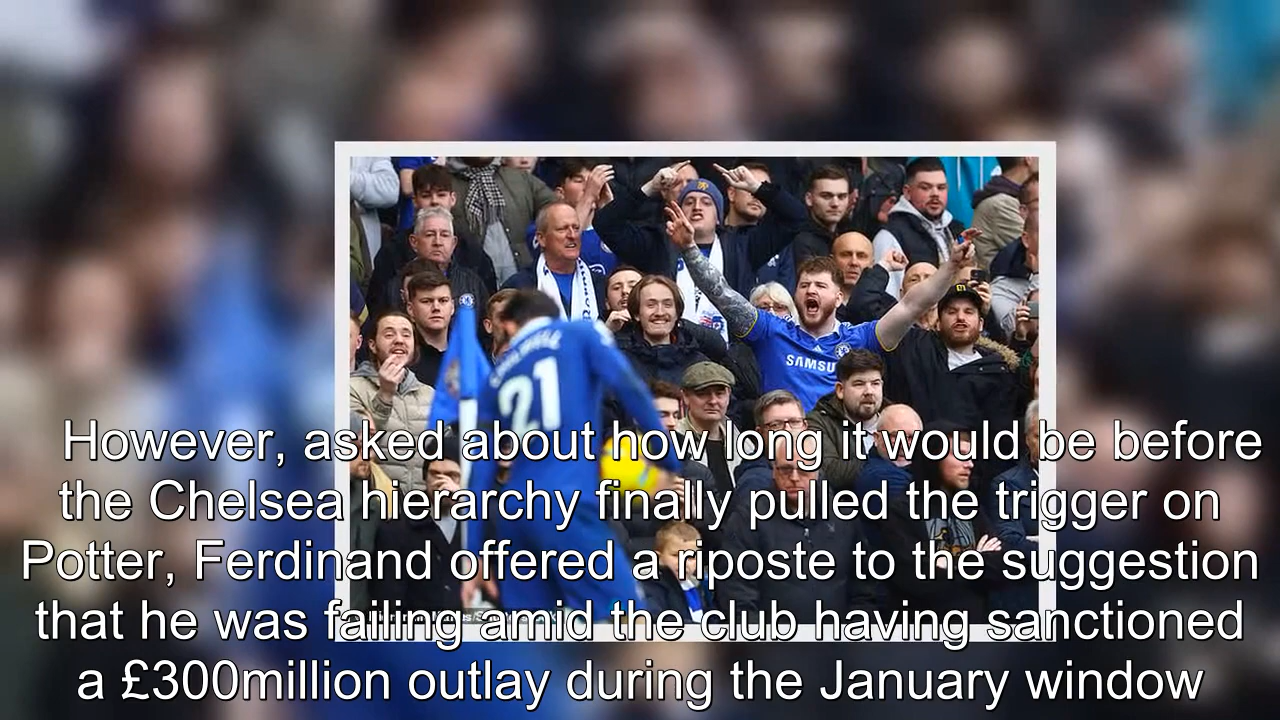 SAMSU
21
However, asked about how long it would be before
the Chelsea hierarchy finally pulled the trigger on
Potter, Ferdinand offered a riposte to the suggestion
that he was failing amid the club having sanctioned
a £300million outlay during the January window